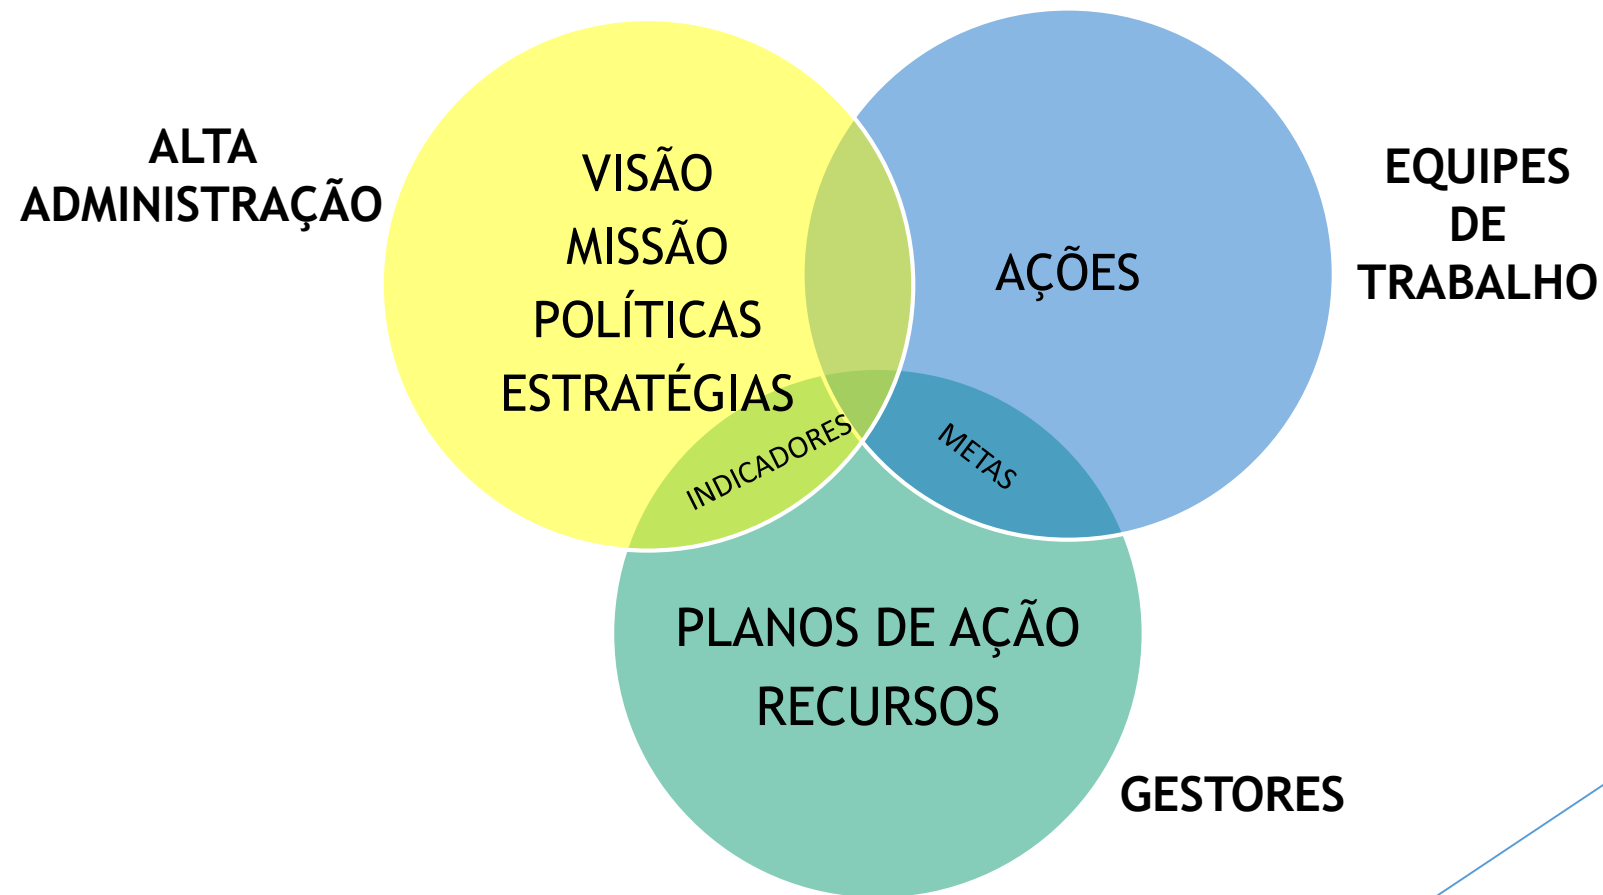 ALTA
ADMINISTRAÇÃO
VISÃO
MISSÃO
POLÍTICAS
ESTRATÉGIAS
AÇÕES
EQUIPES
DE
TRABALHO
INDICADORES
METAS
PLANOS DE AÇÃO
RECURSOS
GESTORES